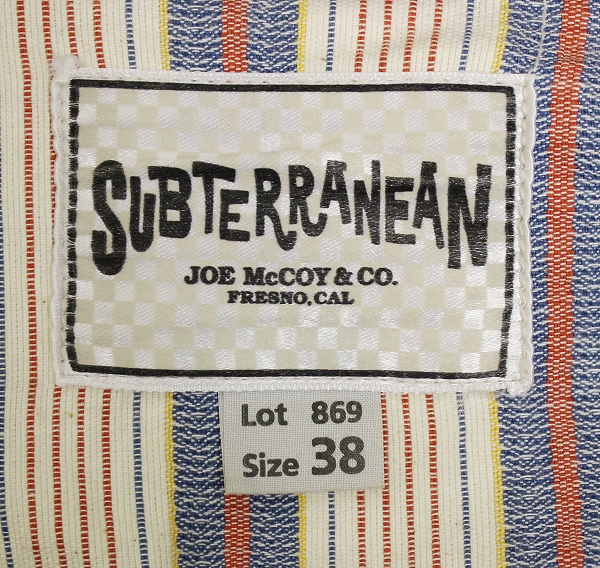 SUBTERRANEAN
JOE McCOY & CO.
FRESNO, CAL
Lot 869
Size 38